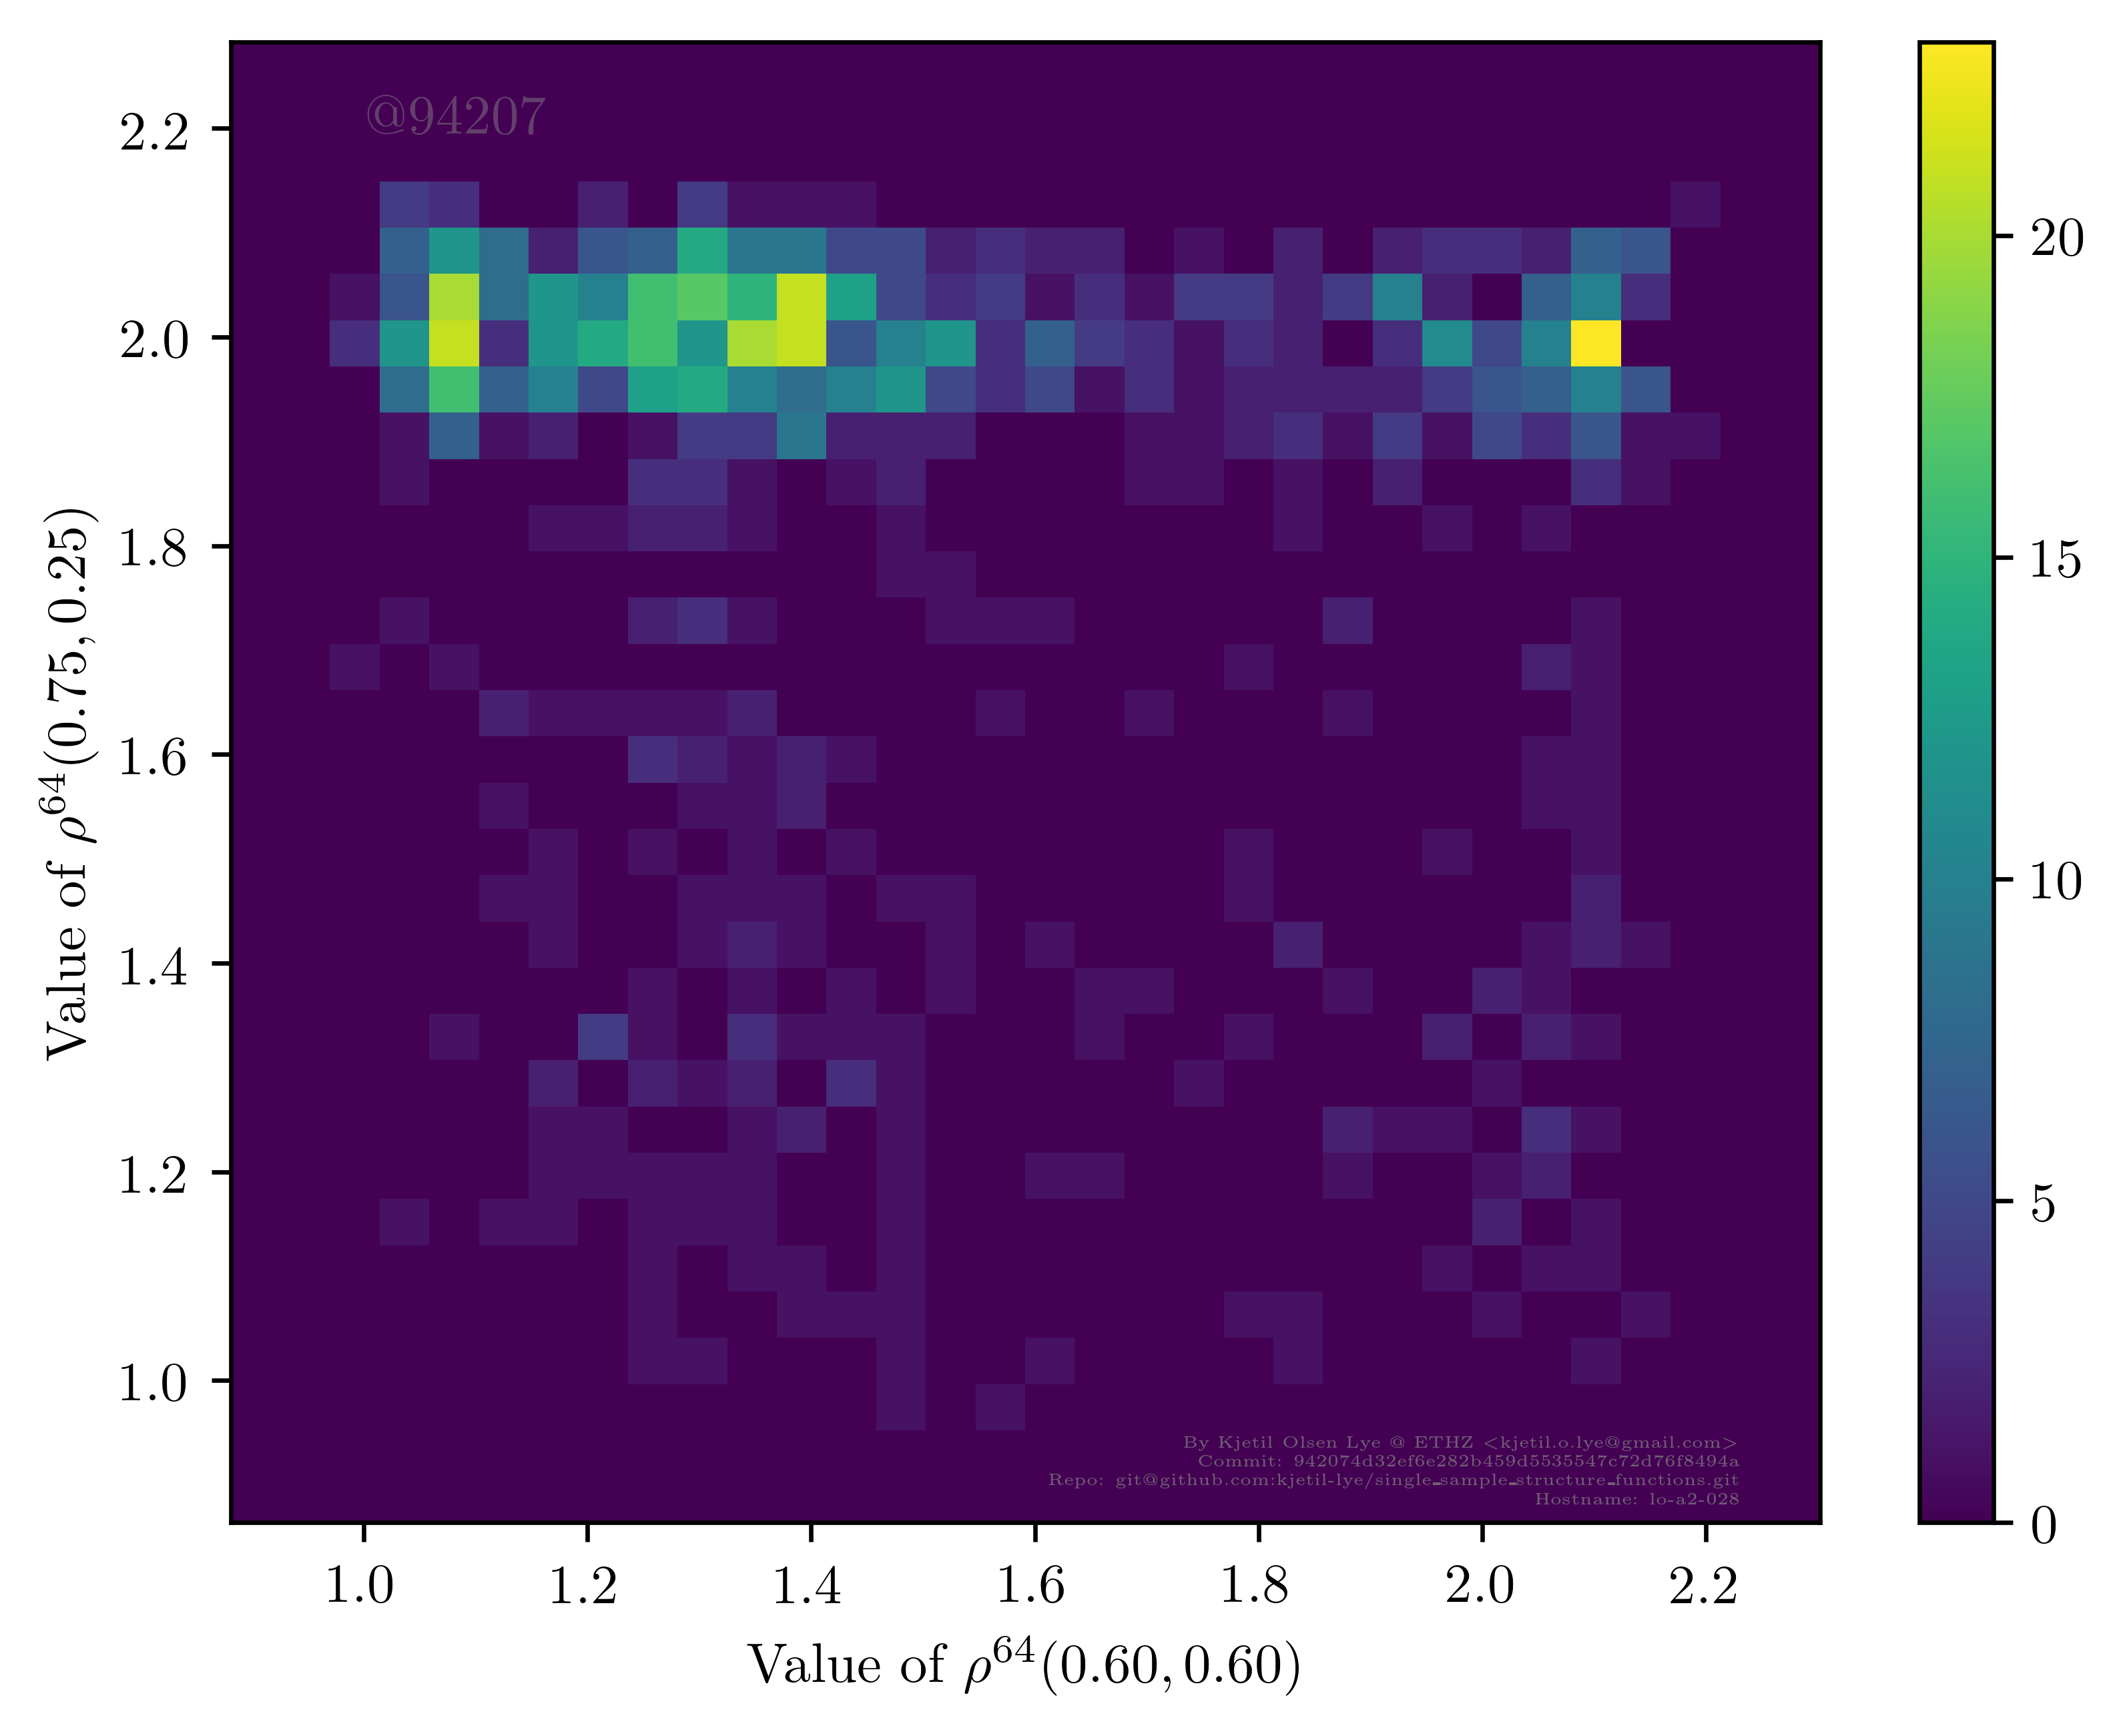 @94207
2.2
2.0
1.8
1.6
1.4
1.2
1.0
Value of ρ^64(0.75, 0.25)
1.0 1.2 1.4 1.6 1.8 2.0 2.2
Value of ρ^64(0.60, 0.60)
20
15
10
5
0
By Kjetil Olsen Lye @ ETHZ <kjetil.o.lye@gmail.com>
Commit: 942074d32ef6e282b459d5535547c72d76f8494a
Repo: git@github.com:kjetil-lye/single_sample_structure_functions.git
Hostname: lo-a2-028